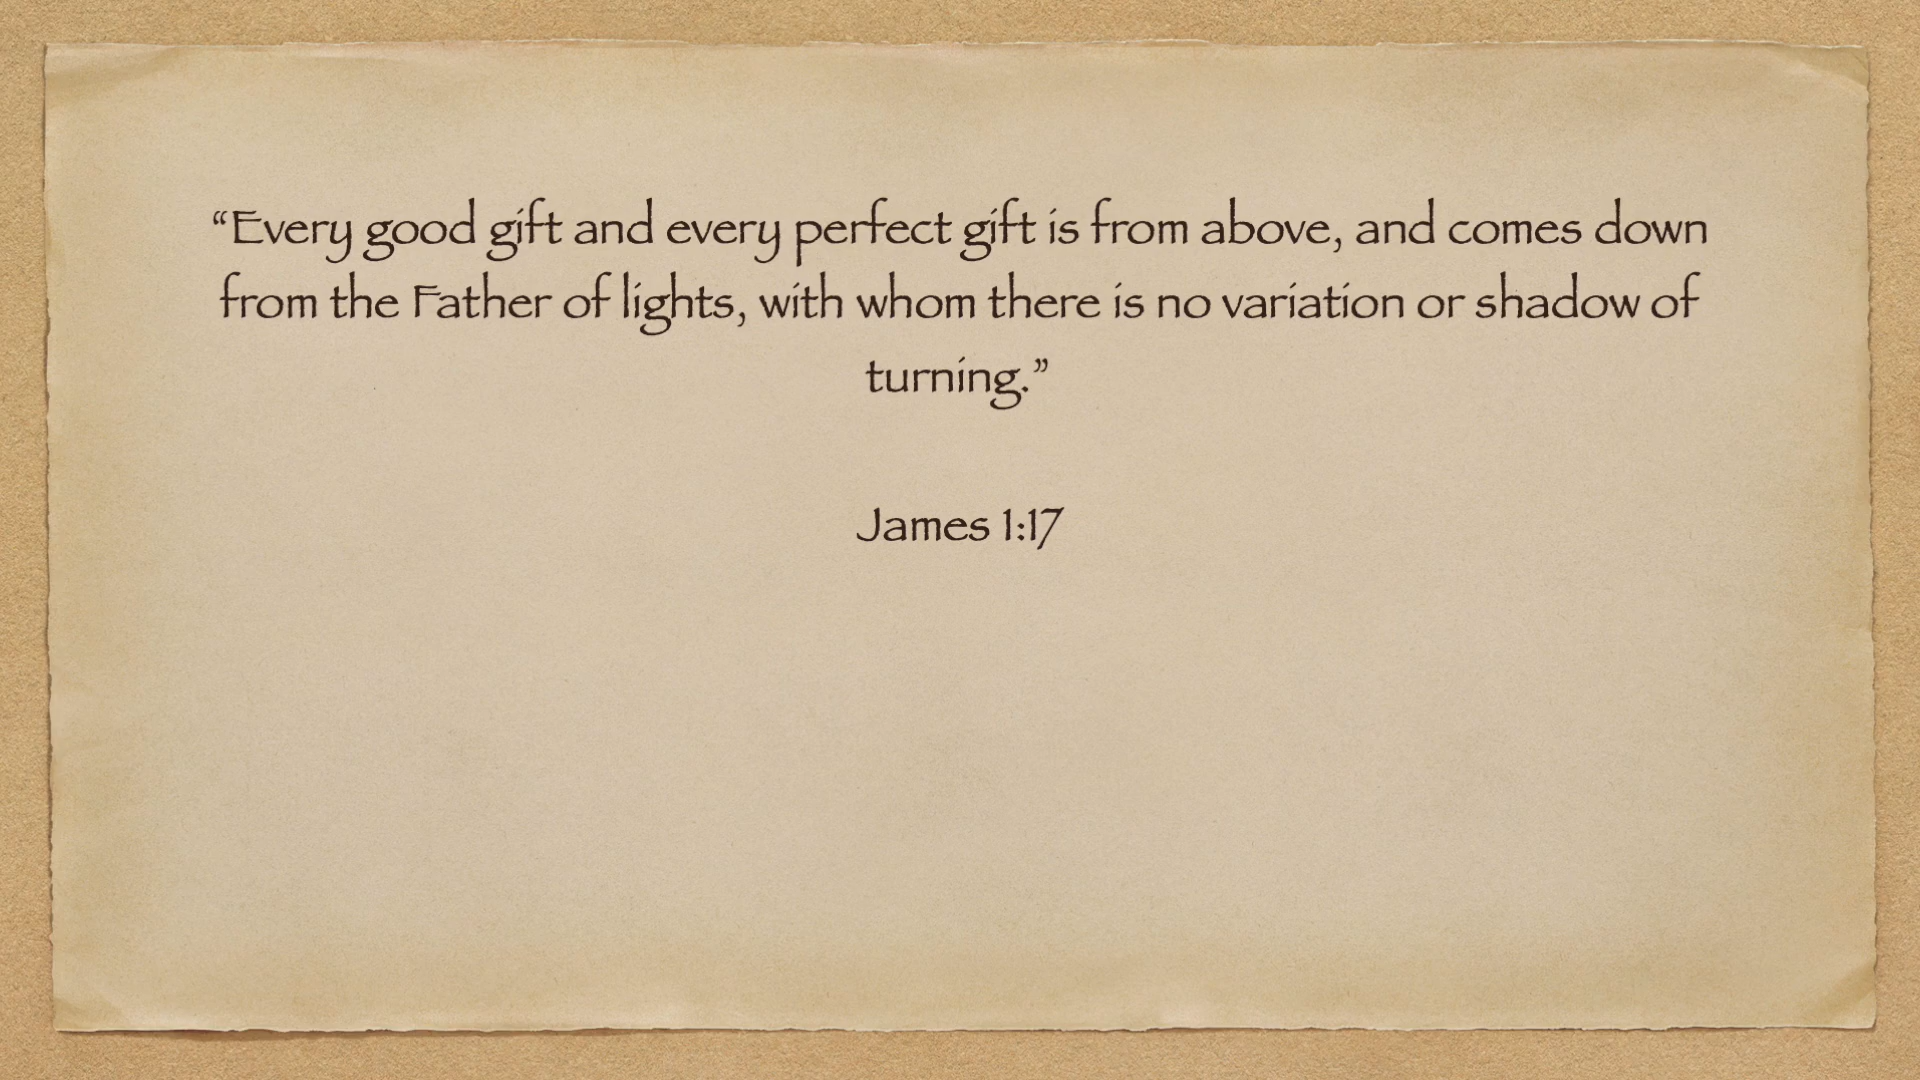 “Every good gift and every perfect gift is from above, and comes down
from the Father of lights, with whom there is no variation or shadow of
turning.”
James 1:17